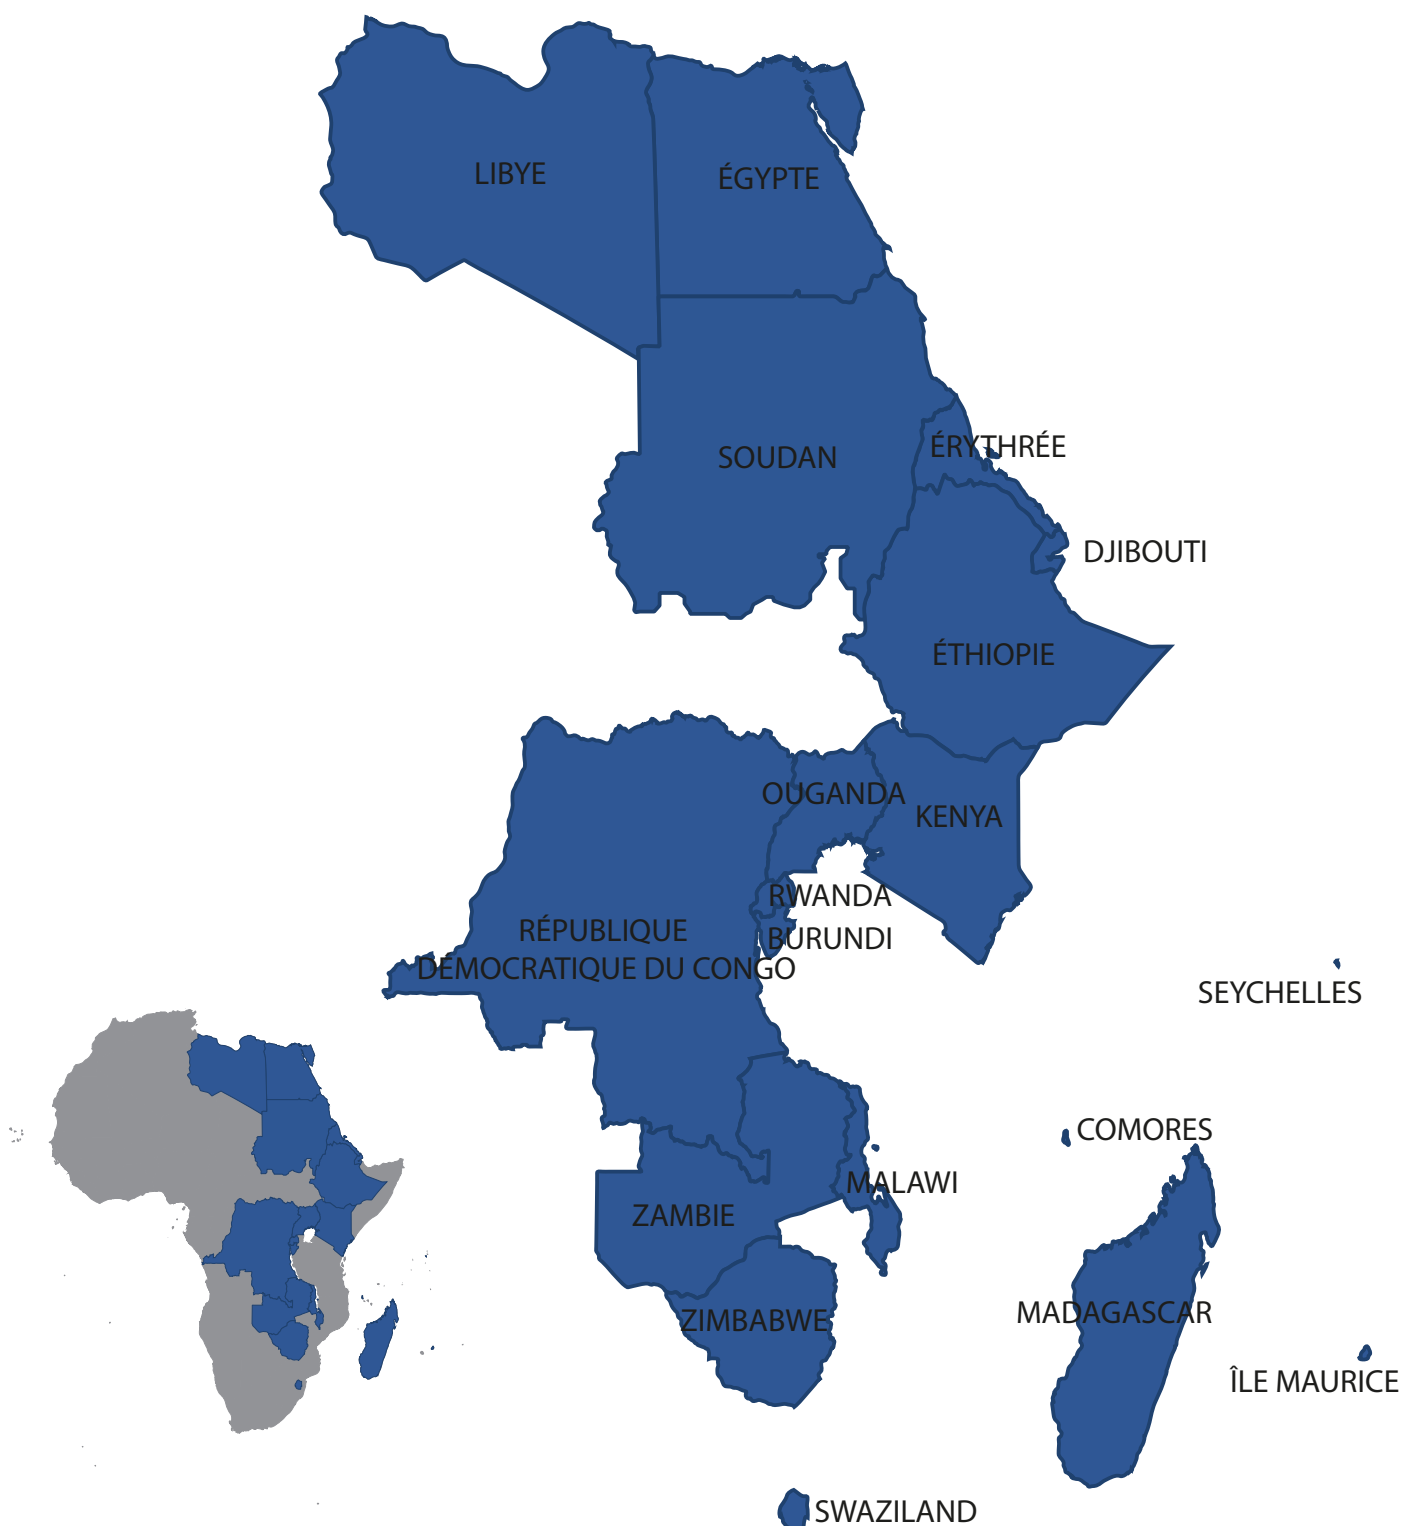 LIBYE
ÉGYPTE
SOUDAN
ÉRYTHRÉE
DJIBOUTI
ÉTHIOPIE
OUGANDA
KENYA
RWANDA
RÉPUBLIQUE
DÉMOCRATIQUE DU CONGO
BURUNDI
SEYCHELLES
COMORES
MALAWI
ZAMBIE
MADAGASCAR
ZIMBABWE
ÎLE MAURICE
SWAZILAND